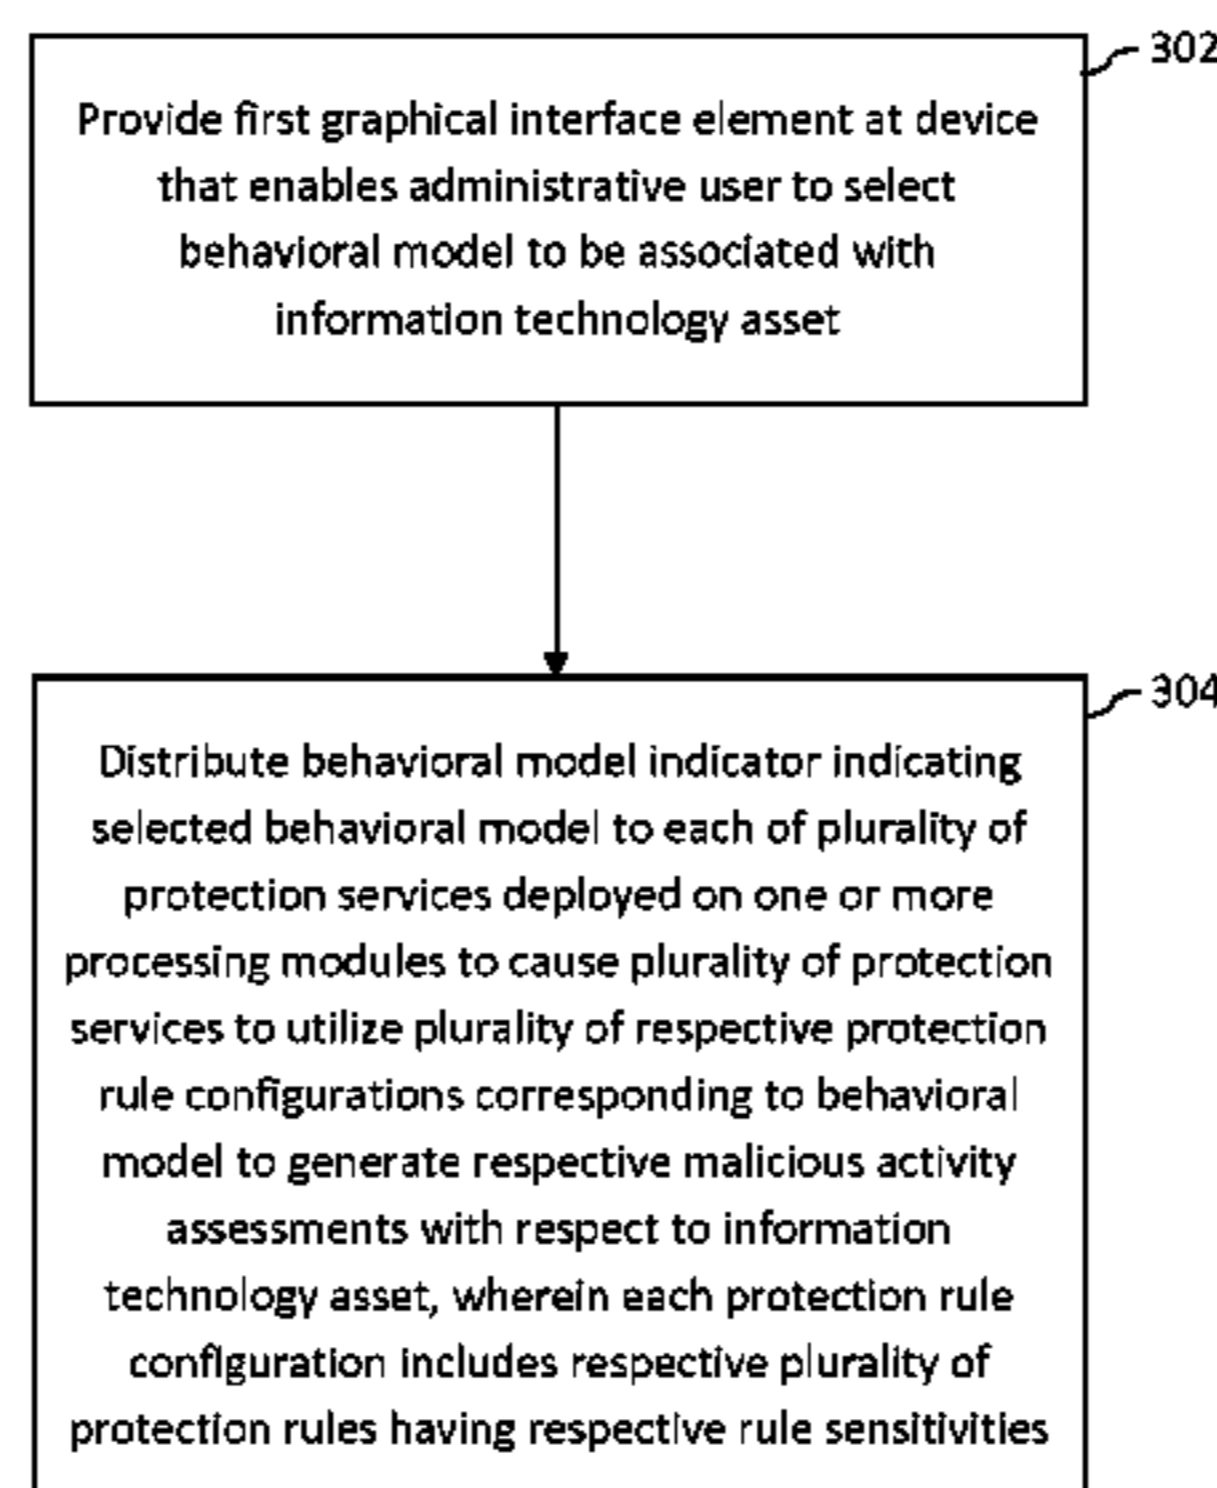 302
Provide first graphical interface element at device
that enables administrative user to select
behavioral model to be associated with
information technology asset
304
Distribute behavioral model indicator indicating
selected behavioral model to each of plurality of
protection services deployed on one or more
processing modules to cause plurality of protection
services to utilize plurality of respective protection
rule configurations corresponding to behavioral
model to generate respective malicious activity
assessments with respect to information
technology asset, wherein each protection rule
configuration includes respective plurality of
protection rules having respective rule sensitivities